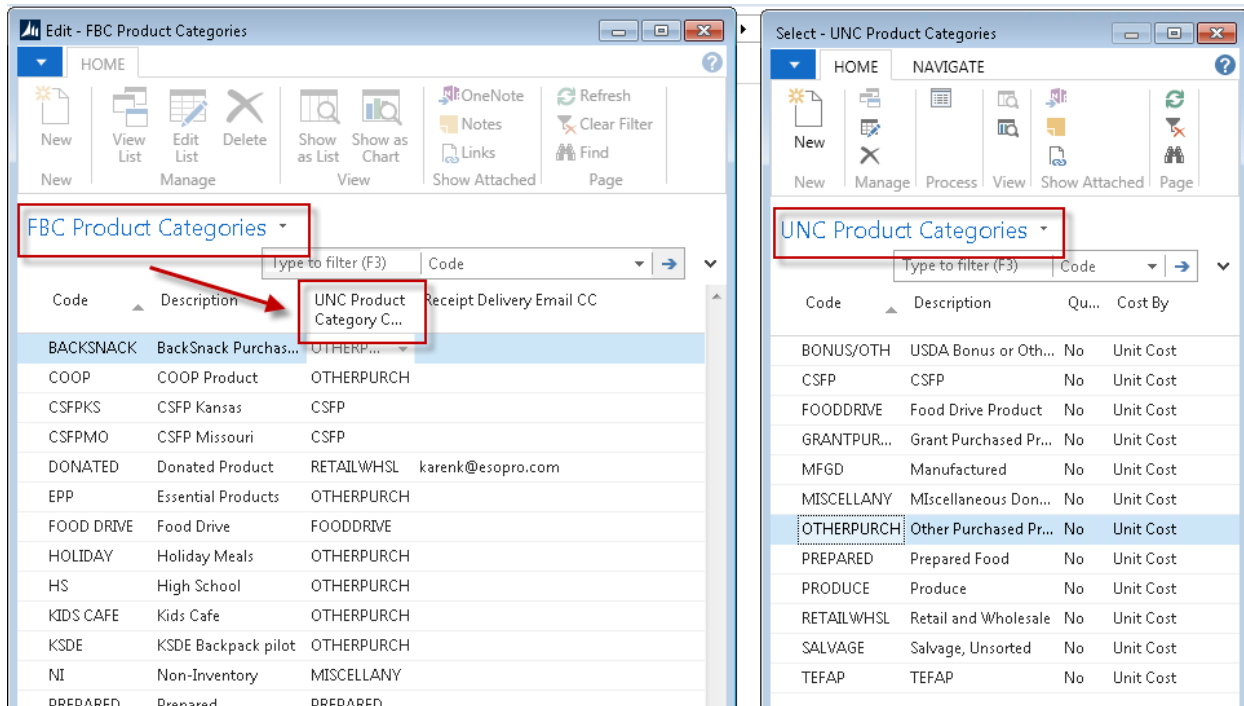 Edit - FBC Product Categories
HOME
New
View List
Edit List
Delete
Show as List
Show as Chart
OneNote
Notes
Links
Refresh
Clear Filter
Find
New
Manage
View
Show Attached
Page
FBC Product Categories
Type to filter (F3)
Code
Code
Description
UNC Product Category C...
Receipt Delivery Email CC
BACKSNACK BackSnack Purchas... OTHERP...
COOP COOP Product OTHERPURCH
CSFPKS CSFP Kansas CSFP
CSFPMO CSFP Missouri CSFP
DONATED Donated Product RETAILWHSL karenk@esopro.com
EPP Essential Products OTHERPURCH
FOOD DRIVE Food Drive FOODDRIVE
HOLIDAY Holiday Meals OTHERPURCH
HS High School OTHERPURCH
KIDS CAFE Kids Cafe OTHERPURCH
KSDE KSDE Backpack pilot OTHERPURCH
NI Non-Inventory MISCELLANY
PREPARED Prepared PREPARED
Select - UNC Product Categories
HOME NAVIGATE
New
New
Manage
Process
View
Show Attached
Page
UNC Product Categories
Type to filter (F3)
Code
Code Description Qu... Cost By
BONUS/OTH USDA Bonus or Oth... No Unit Cost
CSFP CSFP No Unit Cost
FOODDRIVE Food Drive Product No Unit Cost
GRANTPUR... Grant Purchased Pr... No Unit Cost
MFGD Manufactured No Unit Cost
MISCELLANY MIscellaneous Don... No Unit Cost
OTHERPURCH Other Purchased Pr... No Unit Cost
PREPARED Prepared Food No Unit Cost
PRODUCE Produce No Unit Cost
RETAILWHSL Retail and Wholesale No Unit Cost
SALVAGE Salvage, Unsorted No Unit Cost
TEFAP TEFAP No Unit Cost